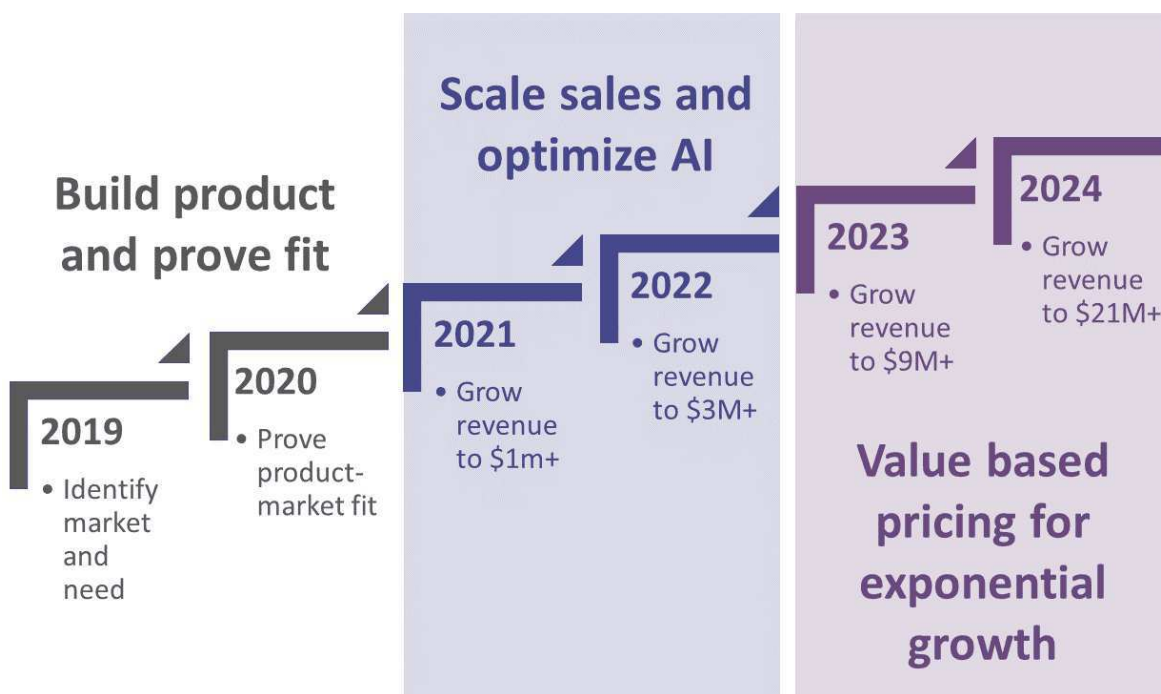 Build product
and prove fit
2019
• Identify
market
and
need
2020
• Prove
product-
market fit
Scale sales and
optimize AI
2021
• Grow
revenue
to $1m+
2022
• Grow
revenue
to $3M+
2023
• Grow
revenue
to $9M+
2024
• Grow
revenue
to $21M+
Value based
pricing for
exponential
growth